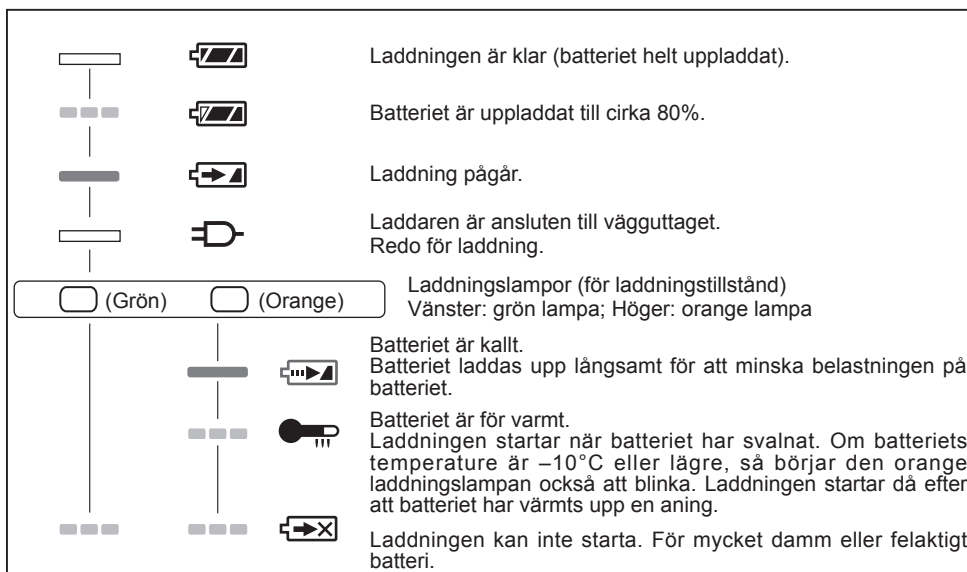 Laddningen är klar (batteriet helt uppladdat).
Batteriet är uppladdat till cirka 80%.
Laddning pågår.
Laddaren är ansluten till vägguttaget.
Redo för laddning.
(Grön) (Orange)
Laddningslampor (för laddningstillstånd)
Vänster: grön lampa; Höger: orange lampa
Batteriet är kallt.
Batteriet laddas upp långsamt för att minska belastningen på
batteriet.
Batteriet är för varmt.
Laddningen startar när batteriet har svalnat. Om batteriets
temperature är –10°C eller lägre, så börjar den orange
laddningslampan också att blinka. Laddningen startar då efter
att batteriet har värmts upp en aning.
Laddningen kan inte starta. För mycket damm eller felaktigt
batteri.